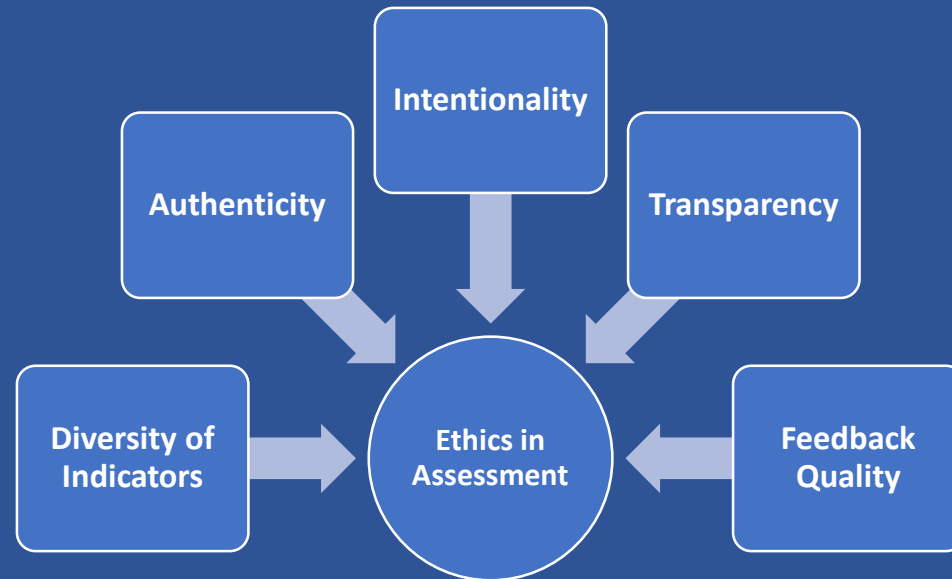 Intentionality
Authenticity
Transparency
Diversity of
Indicators
Ethics in
Assessment
Feedback
Quality